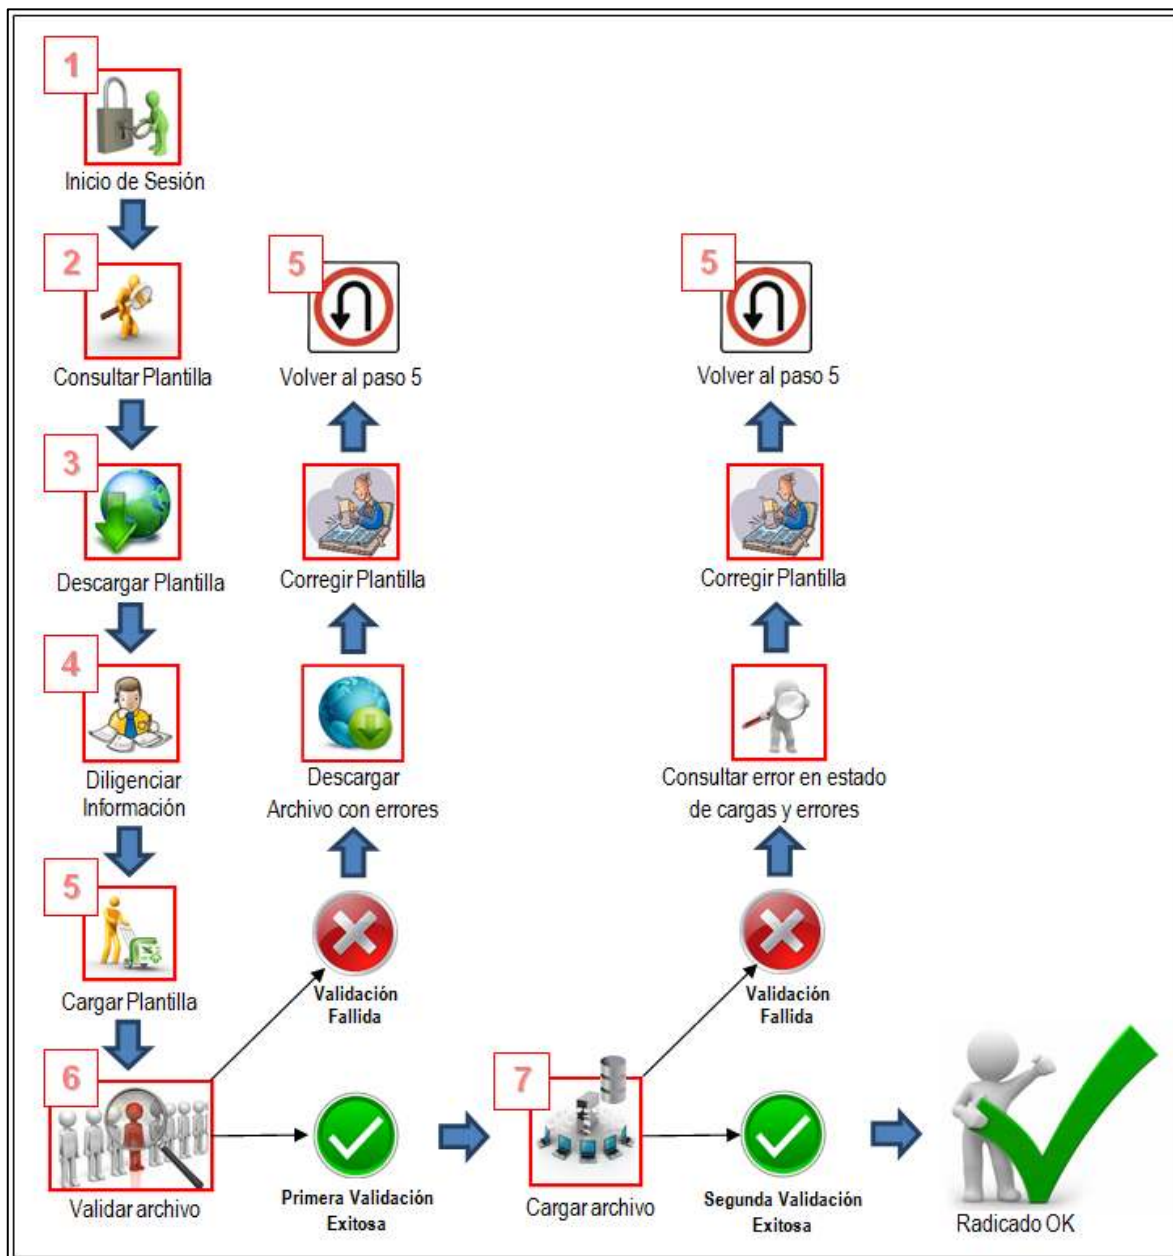 1
Inicio de Sesión
2
Consultar Plantilla
3
Descargar Plantilla
4
Diligenciar
Información
5
Cargar Plantilla
6
Validar archivo
5
Volver al paso 5
Corregir Plantilla
Descargar
Archivo con errores
Validación
Fallida
Primera Validación
Exitosa
7
Cargar archivo
5
Volver al paso 5
Corregir Plantilla
Consultar error en estado
de cargas y errores
Validación
Fallida
Segunda Validación
Exitosa
Radicado OK